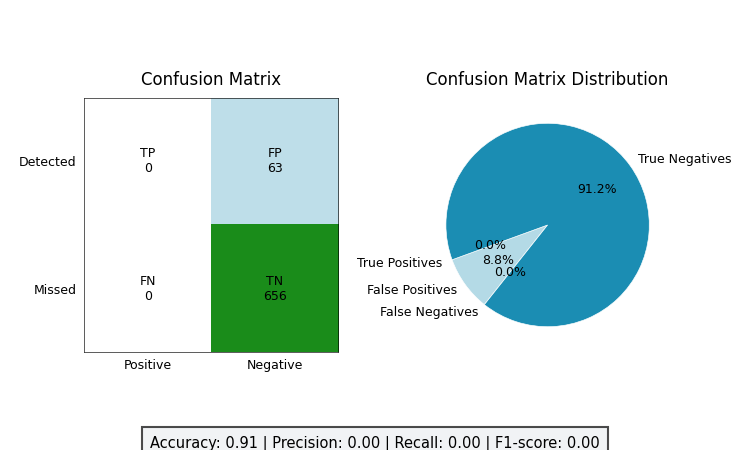 Confusion Matrix
Detected
TP
0
FP
63
Missed
FN
0
TN
656
Positive
Negative
Confusion Matrix Distribution
True Negatives
91.2%
0.0%
True Positives
8.8%
False Positives
0.0%
False Negatives
Accuracy: 0.91 | Precision: 0.00 | Recall: 0.00 | F1-score: 0.00